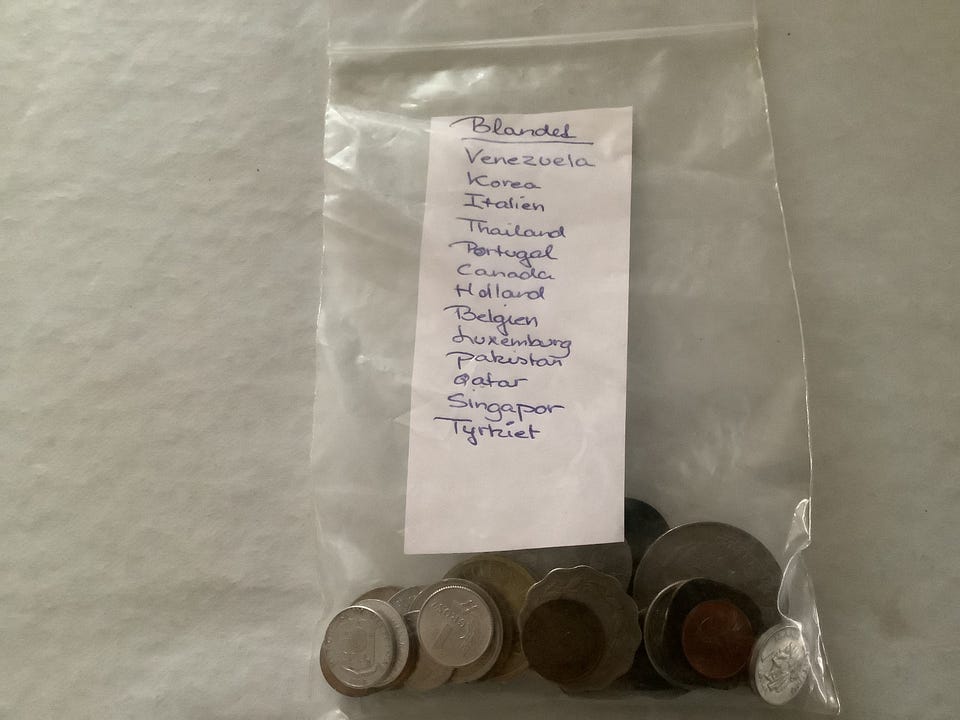 Blandet
Venezuela
Korea
Italien
Thailand
Portugal
Canada
Holland
Belgien
Luxemburg
Pakistan
Qatar
Singapor
Tyrkiet